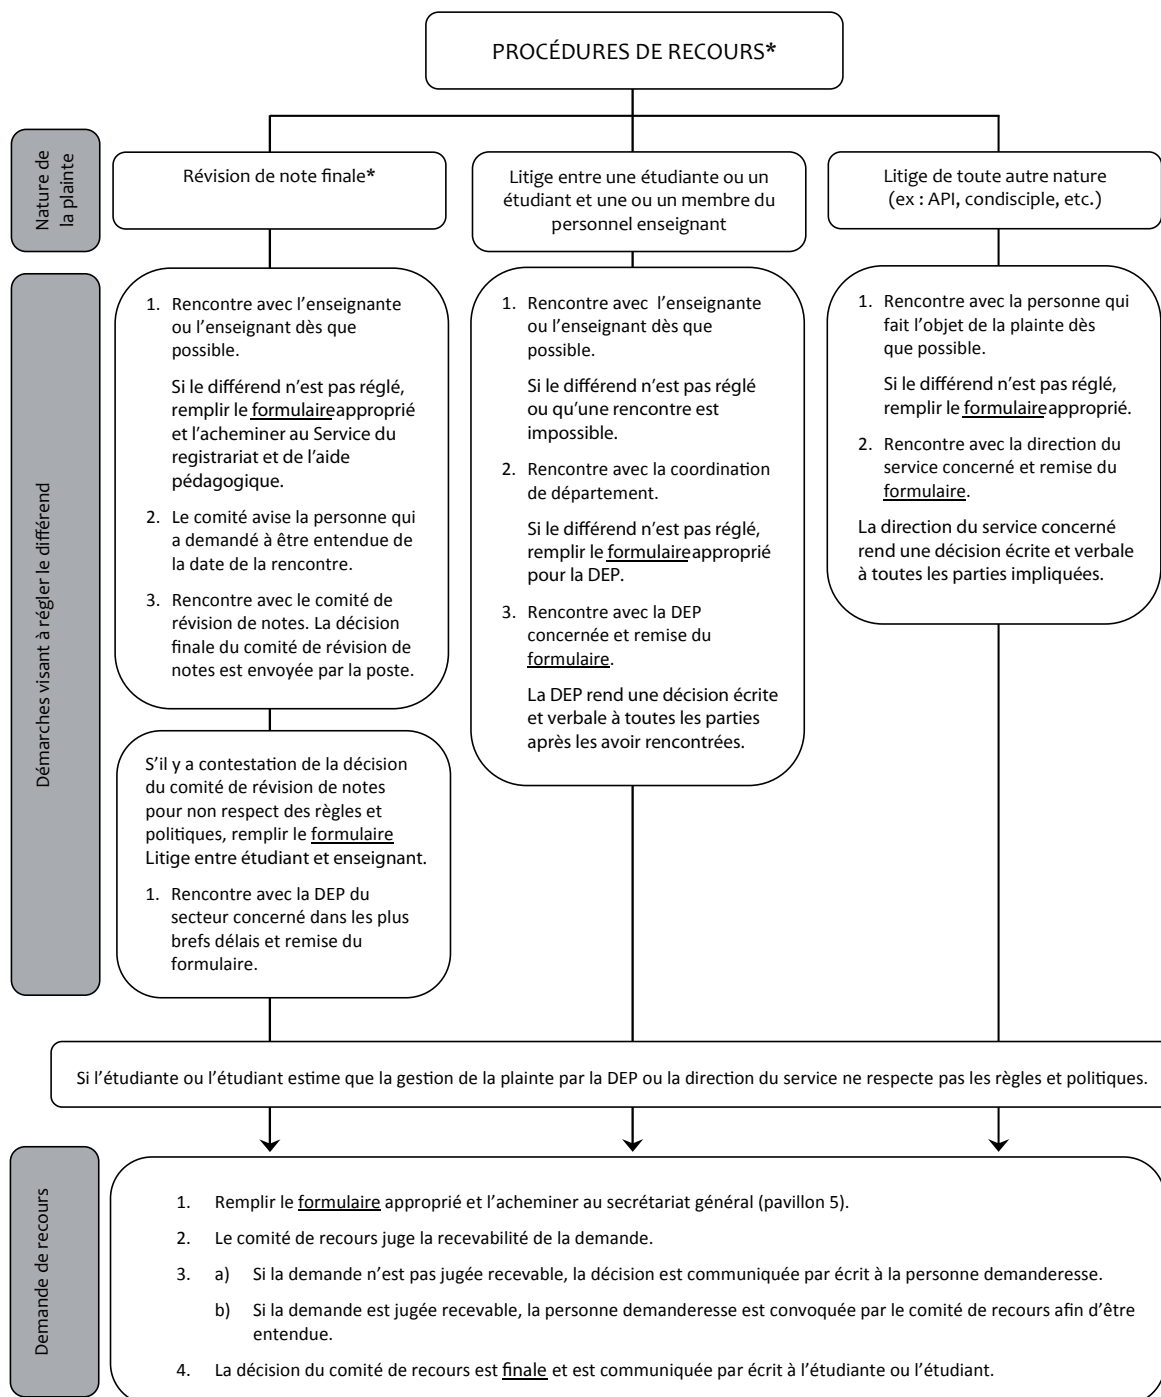 PROCÉDURES DE RECOURS*
Nature de
la plainte
Révision de note finale*
Litige entre une étudiante ou un
étudiant et une ou un membre du
personnel enseignant
Litige de toute autre nature
(ex : API, condisciple, etc.)
Démarches visant à régler le différend
1. Rencontre avec l'enseignante
ou l'enseignant dès que
possible.
Si le différend n'est pas réglé,
remplir le formulaire approprié
et l'acheminer au Service du
registrariat et de l'aide
pédagogique.
2. Le comité avise la personne qui
a demandé à être entendue de
la date de la rencontre.
3. Rencontre avec le comité de
révision de notes. La décision
finale du comité de révision de
notes est envoyée par la poste.
S'il y a contestation de la décision
du comité de révision de notes
pour non respect des règles et
politiques, remplir le formulaire
Litige entre étudiant et enseignant.
1. Rencontre avec la DEP du
secteur concerné dans les plus
brefs délais et remise du
formulaire.
1. Rencontre avec l'enseignante
ou l'enseignant dès que
possible.
Si le différend n'est pas réglé
ou qu'une rencontre est
impossible.
2. Rencontre avec la coordination
de département.
Si le différend n'est pas réglé,
remplir le formulaire approprié
pour la DEP.
3. Rencontre avec la DEP
concernée et remise du
formulaire.
La DEP rend une décision écrite
et verbale à toutes les parties
après les avoir rencontrées.
1. Rencontre avec la personne qui
fait l'objet de la plainte dès
que possible.
Si le différend n'est pas réglé,
remplir le formulaire approprié.
2. Rencontre avec la direction du
service concerné et remise du
formulaire.
La direction du service concerné
rend une décision écrite et verbale
à toutes les parties impliquées.
Si l'étudiante ou l'étudiant estime que la gestion de la plainte par la DEP ou la direction du service ne respecte pas les règles et politiques.
Demande de recours
1. Remplir le formulaire approprié et l'acheminer au secrétariat général (pavillon 5).
2. Le comité de recours juge la recevabilité de la demande.
3. a) Si la demande n'est pas jugée recevable, la décision est communiquée par écrit à la personne demanderesse.
b) Si la demande est jugée recevable, la personne demanderesse est convoquée par le comité de recours afin d'être
entendue.
4. La décision du comité de recours est finale et est communiquée par écrit à l'étudiante ou l'étudiant.